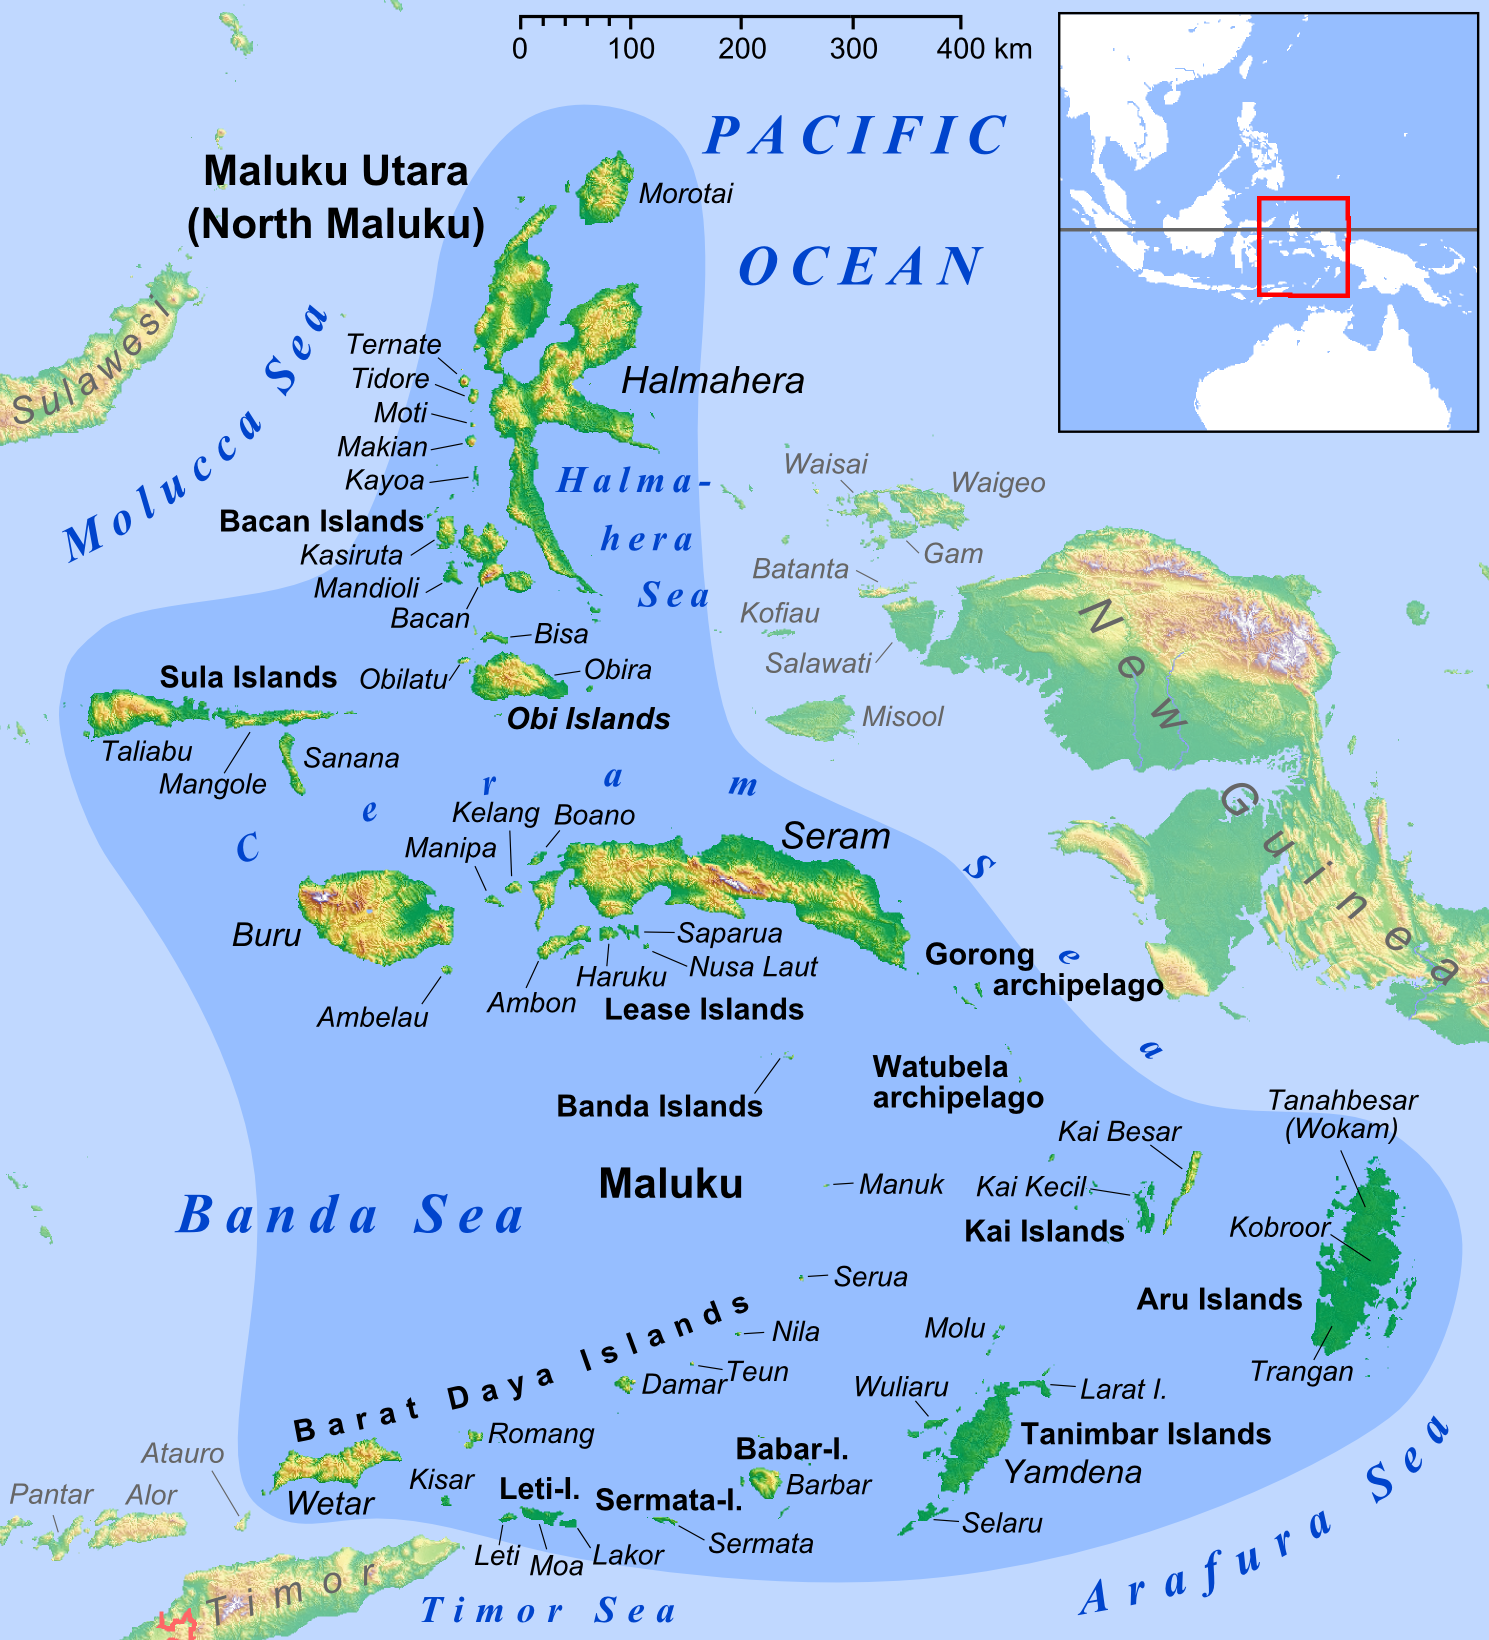 0 100 200 300 400 km
PACIFIC
OCEAN
Maluku Utara
(North Maluku)
Morotai
Sulawesi
Molucca Sea
Ternate
Tidore
Moti
Makian
Kayoa
Halmahera
Halma-
hera
Sea
Bacan Islands
Kasiruta
Mandioli
Bacan
Waisai
Waigeo
Gam
Batanta
Kofiau
Salawati
Misool
New Guinea
Bisa
Obilatu
Obira
Obi Islands
Sula Islands
Taliabu
Mangole
Sanana
Ceram Sea
Kelang
Boano
Manipa
Seram
Buru
Ambelau
Saparua
Nusa Laut
Haruku
Ambon
Lease Islands
Gorong
archipelago
Watubela
archipelago
Banda Islands
Maluku
Manuk
Banda Sea
Kai Besar
Kai Kecil
Kai Islands
Tanahbesar
(Wokam)
Kobroor
Aru Islands
Trangan
Serua
Nila
Teun
Damar
Barat Daya Islands
Romang
Wetar
Kisar
Atauro
Pantar
Alor
Timor
Leti-I.
Leti
Moa
Lakor
Sermata-I.
Sermata
Babar-I.
Barbar
Molu
Wuliaru
Larat I.
Tanimbar Islands
Yamdena
Selaru
Timor Sea
Arafura Sea